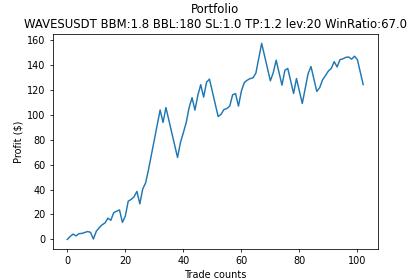 Portfolio
WAVESUSDT BBM:1.8 BBL:180 SL:1.0 TP:1.2 lev:20 WinRatio:67.0
160
140
120
100
80
60
40
20
0
Profit ($)
0 20 40 60 80 100
Trade counts